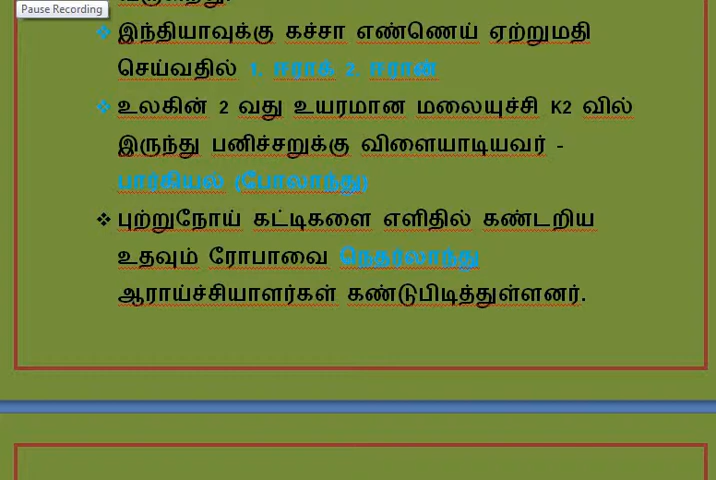 Pause Recording
❖ இந்தியாவுக்கு கச்சா எண்ணெய் ஏற்றுமதி
செய்வதில் 1. ஈராக் 2. ஈரான்
❖ உலகின் 2 வது உயரமான மலையுச்சி K2 வில்
இருந்து பனிச்சறுக்கு விளையாடியவர் -
பார்கியல் (போலாந்து)
❖ புற்றுநோய் கட்டிகளை எளிதில் கண்டறிய
உதவும் ரோபாவை நெதர்லாந்து
ஆராய்ச்சியாளர்கள் கண்டுபிடித்துள்ளனர்.